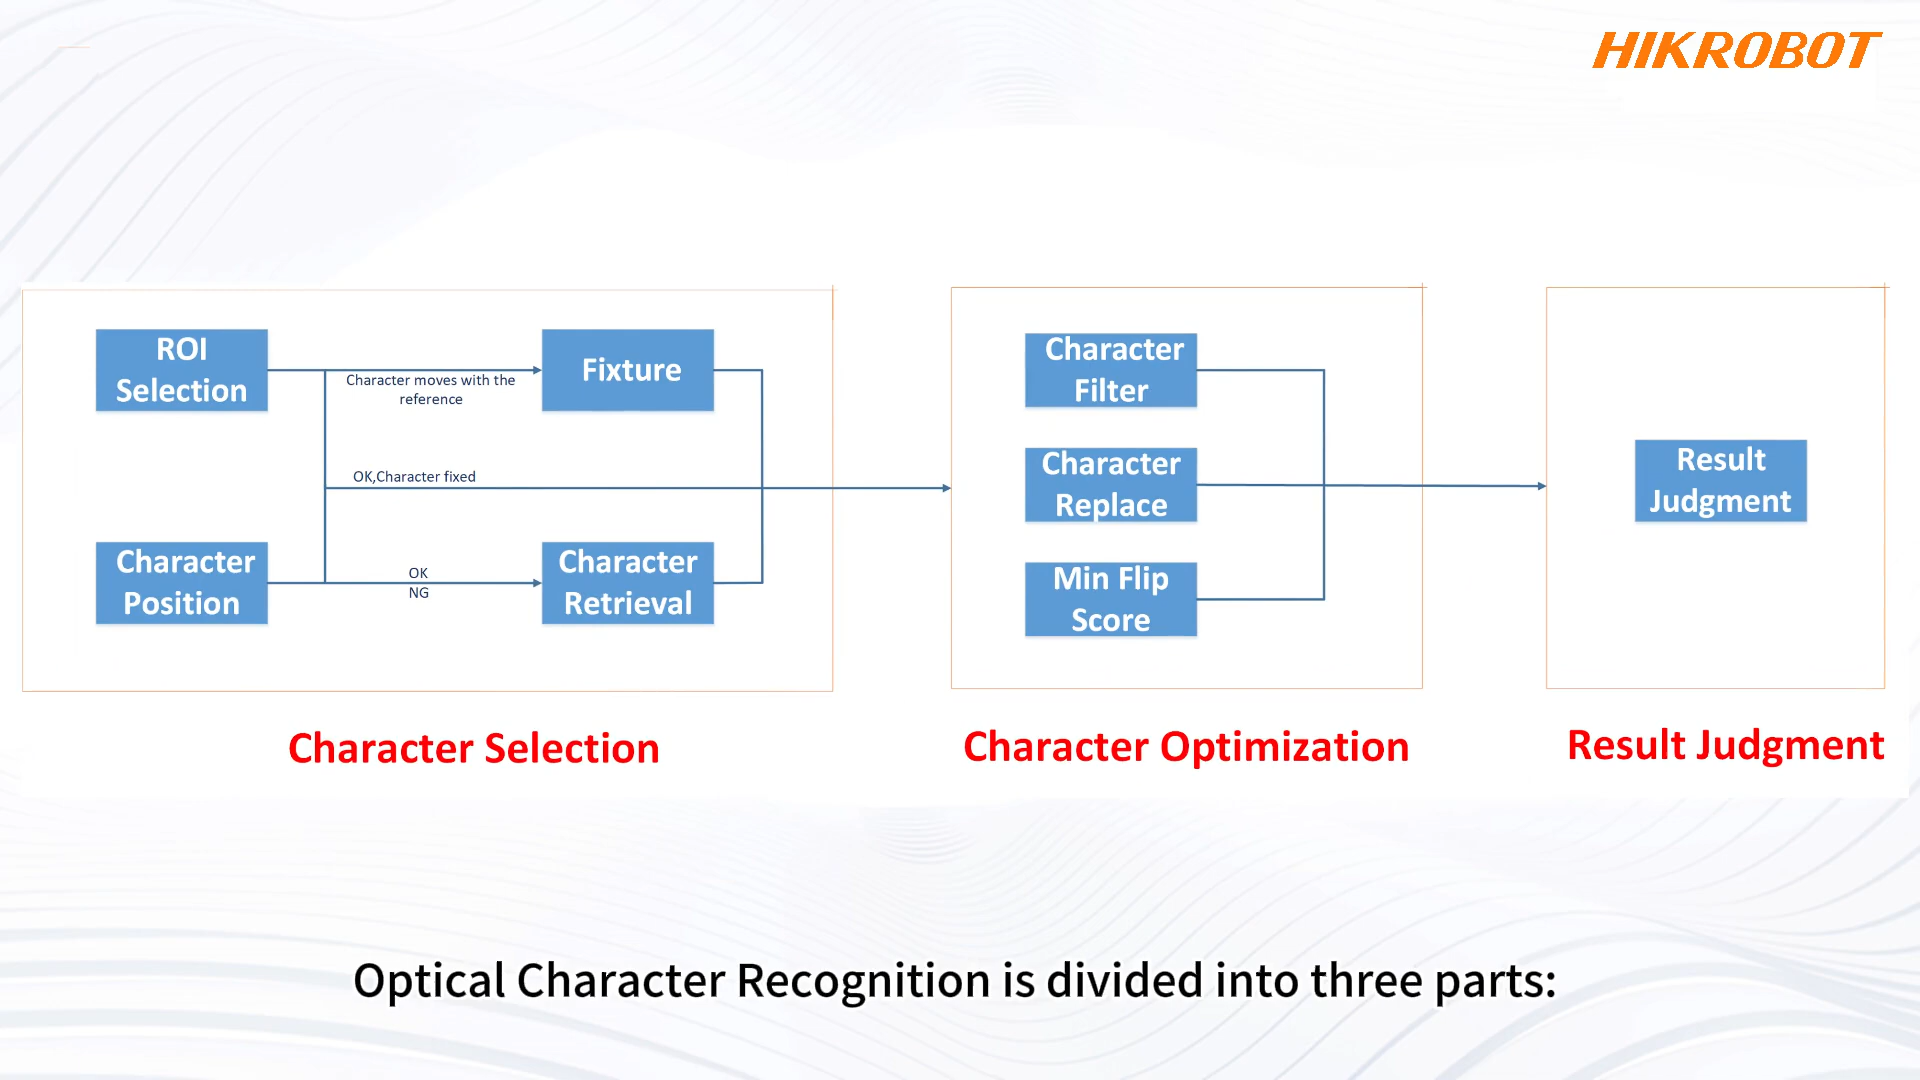 HIKROBOT
ROI
Selection
Character moves with the
reference
Fixture
OK,Character fixed
Character
Position
OK
NG
Character
Retrieval
Character Selection
Character
Filter
Character
Replace
Min Flip
Score
Character Optimization
Result
Judgment
Result Judgment
Optical Character Recognition is divided into three parts: